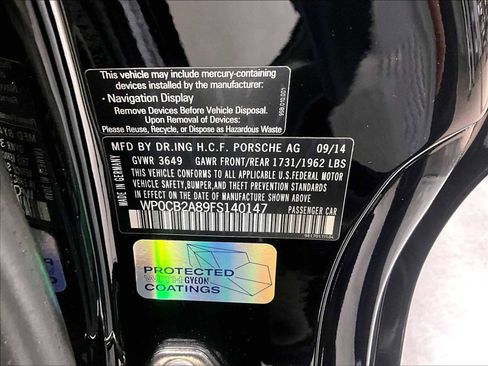 This vehicle may include mercury-containing
devices installed by the manufacturer:
• Navigation Display
Remove Devices Before Vehicle Disposal.
Upon Removal of Devices
Please Reuse, Recycle, or Dispose as Hazardous Waste
MFD BY DR.ING H.C.F. PORSCHE AG 09/14
GVWR 3649 GAWR FRONT/REAR 1731/1962 LBS
THIS VEHICLE CONFORMS TO ALL APPLICABLE U.S.FEDERAL MOTOR
VEHICLE SAFETY,BUMPER,AND THEFT PREVENTION STANDARDS
IN EFFECT ON THE DATE OF MANUFACTURE SHOWN ABOVE
WP0CB2A89FS140147 PASSENGER CAR
Made in Germany
PROTECTED
WITH GYEON
COATINGS